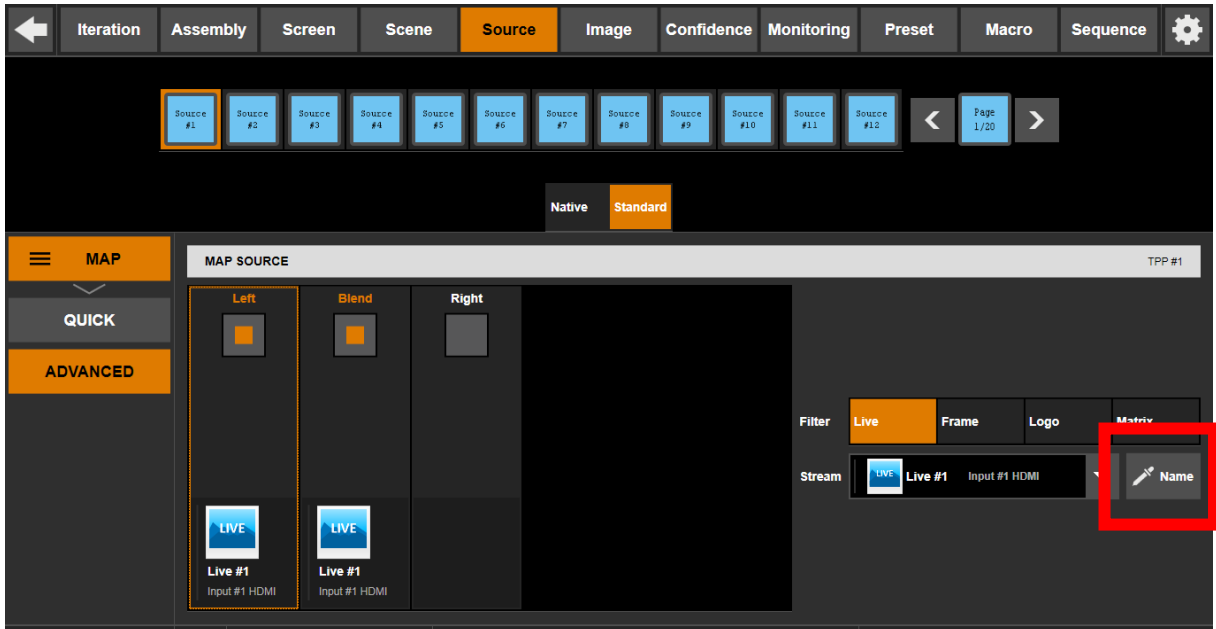 Iteration Assembly Screen Scene Source Image Confidence Monitoring Preset Macro Sequence
Source Source Source Source Source Source Source Source Source Source Source Source Page
#1 #2 #3 #4 #5 #6 #7 #8 #9 #10 #11 #12 1/20
Native Standard
MAP
MAP SOURCE TPP #1
Left Blend Right
QUICK
ADVANCED
Filter Live Frame Logo Matrix
Stream LIVE Live #1 Input #1 HDMI Name
LIVE LIVE
Live #1 Live #1
Input #1 HDMI Input #1 HDMI